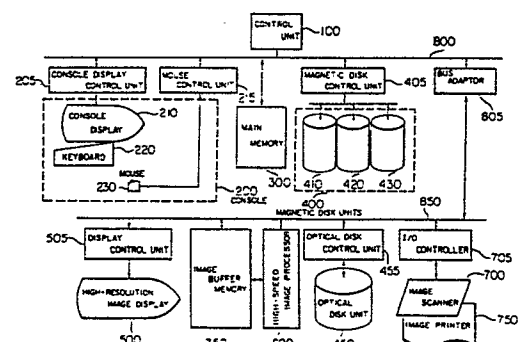 CONTROL
UNIT
100
800
205
CONSOLE DISPLAY
CONTROL UNIT
MOUSE
CONTROL UNIT
MAGNETIC DISK
CONTROL UNIT
405
BUS
ADAPTOR
805
210
CONSOLE
DISPLAY
220
KEYBOARD
MOUSE
230
200
CONSOLE
MAIN
MEMORY
300
410
420
430
400
MAGNETIC DISK UNITS
850
505
DISPLAY
CONTROL UNIT
IMAGE
BUFFER
MEMORY
HIGH-SPEED
IMAGE PROCESSOR
OPTICAL DISK
CONTROL UNIT
455
I/O
CONTROLLER
705
700
HIGH-RESOLUTION
IMAGE DISPLAY
OPTICAL
DISK UNIT
IMAGE
SCANNER
750
IMAGE PRINTER
500